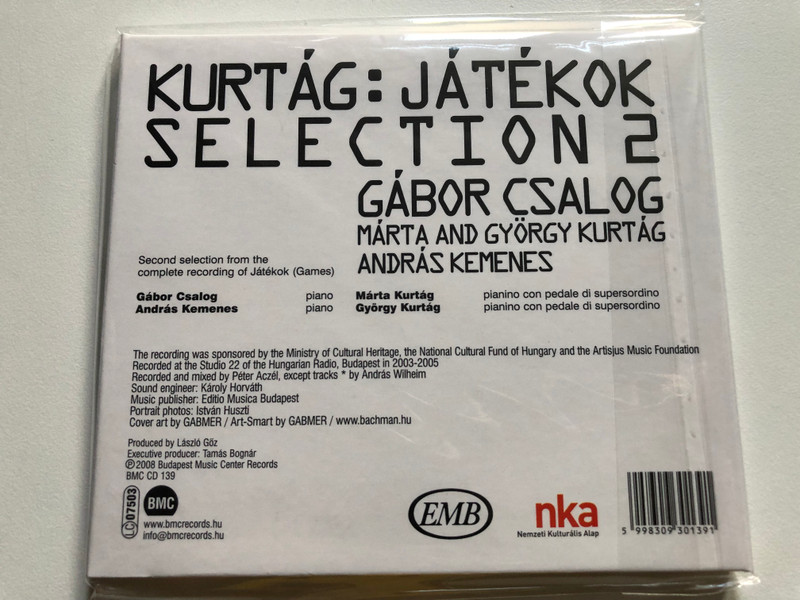 KURTÁG: JÁTÉKOK
SELECTION 2
GÁBOR CSALOG
MÁRTA AND GYÖRGY KURTÁG
ANDRÁS KEMENES
Second selection from the
complete recording of Játékok (Games)
Gábor Csalog piano Márta Kurtág pianino con pedale di supersordino
András Kemenes piano György Kurtág pianino con pedale di supersordino
The recording was sponsored by the Ministry of Cultural Heritage, the National Cultural Fund of Hungary and the Artisjus Music Foundation
Recorded at the Studio 22 of the Hungarian Radio, Budapest in 2003-2005
Recorded and mixed by Péter Aczél, except tracks * by András Wilheim
Sound engineer: Károly Horváth
Music publisher: Editio Musica Budapest
Portrait photos: István Huszti
Cover art by GABMER / Art-Smart by GABMER / www.bachman.hu
Produced by László Gőz
Executive producer: Tamás Bognár
℗2008 Budapest Music Center Records
BMC CD 139
LC 07503
BMC
www.bmcrecords.hu
info@bmcrecords.hu
EMB
nka
Nemzeti Kulturális Alap
5 998309 301391